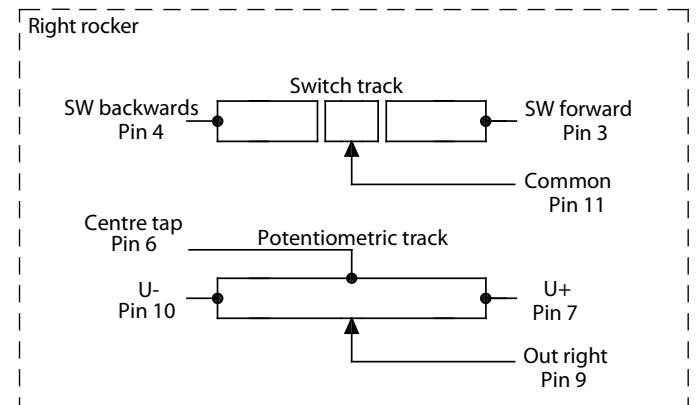 Right rocker
Switch track
SW backwards
Pin 4
SW forward
Pin 3
Common
Pin 11
Centre tap
Pin 6
Potentiometric track
U-
Pin 10
U+
Pin 7
Out right
Pin 9